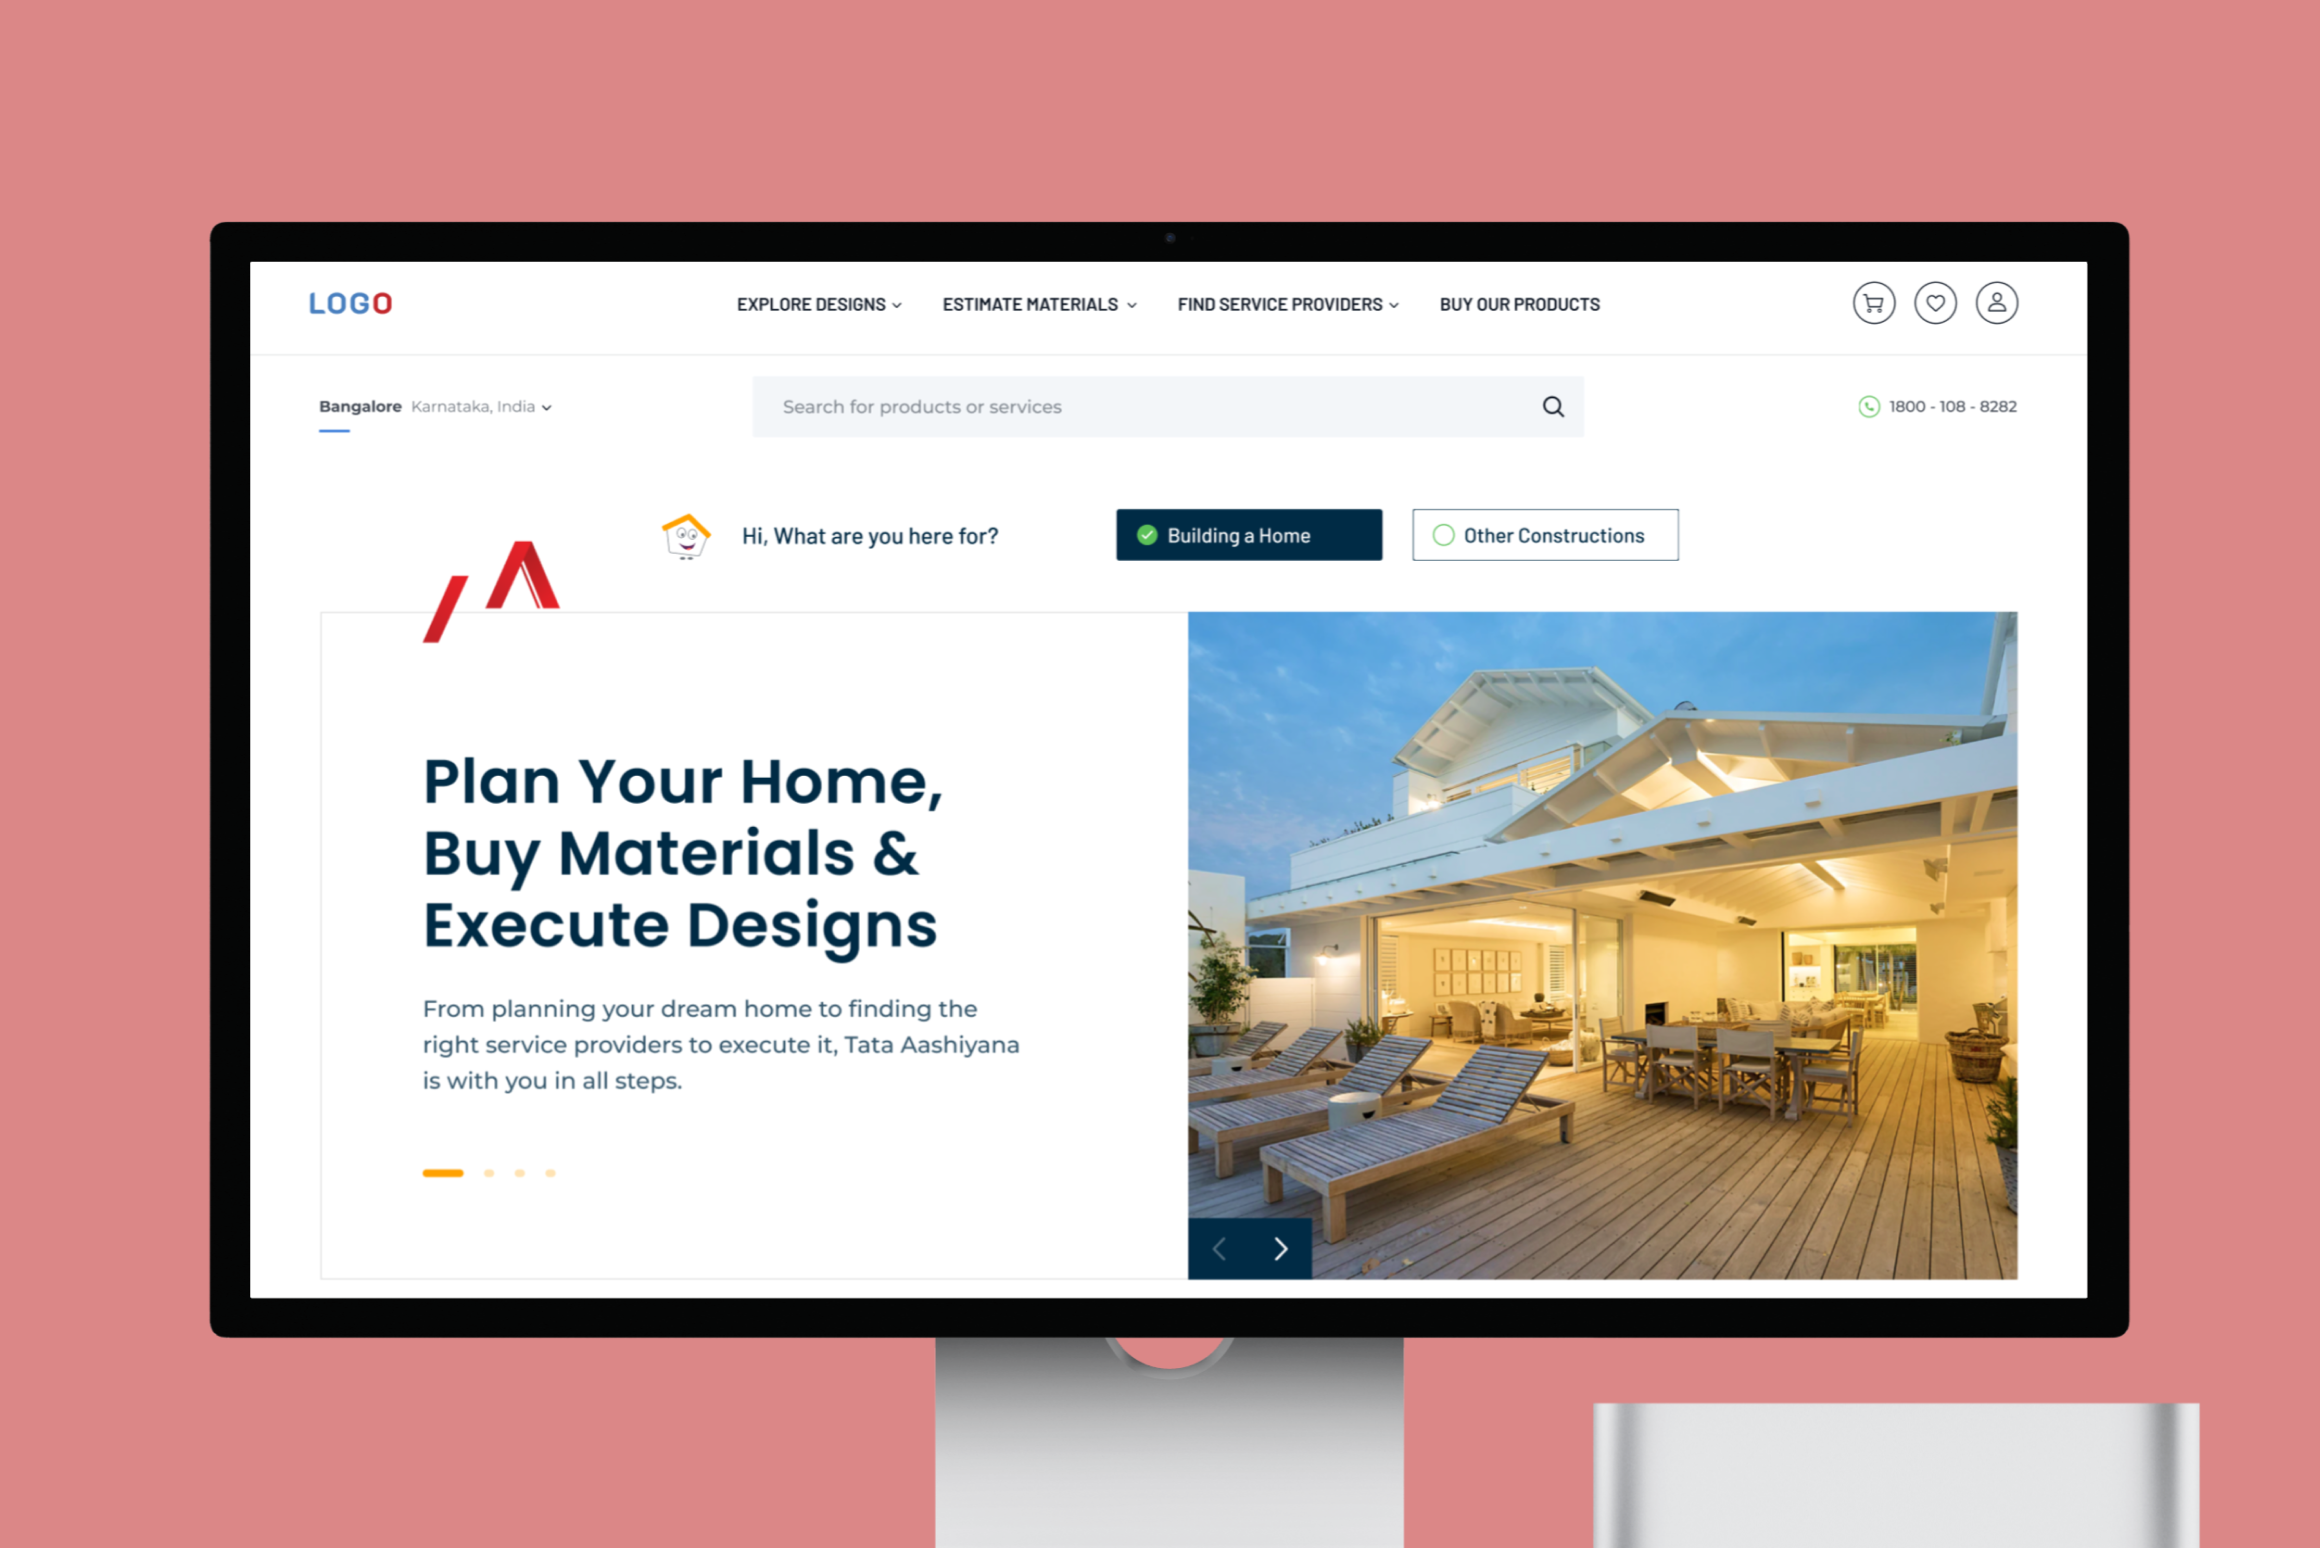 LOGO
EXPLORE DESIGNS
ESTIMATE MATERIALS
FIND SERVICE PROVIDERS
BUY OUR PRODUCTS
Bangalore Karnataka, India
Search for products or services
1800 - 108 - 8282
Hi, What are you here for?
Building a Home
Other Constructions
Plan Your Home,
Buy Materials &
Execute Designs
From planning your dream home to finding the
right service providers to execute it, Tata Aashiyana
is with you in all steps.